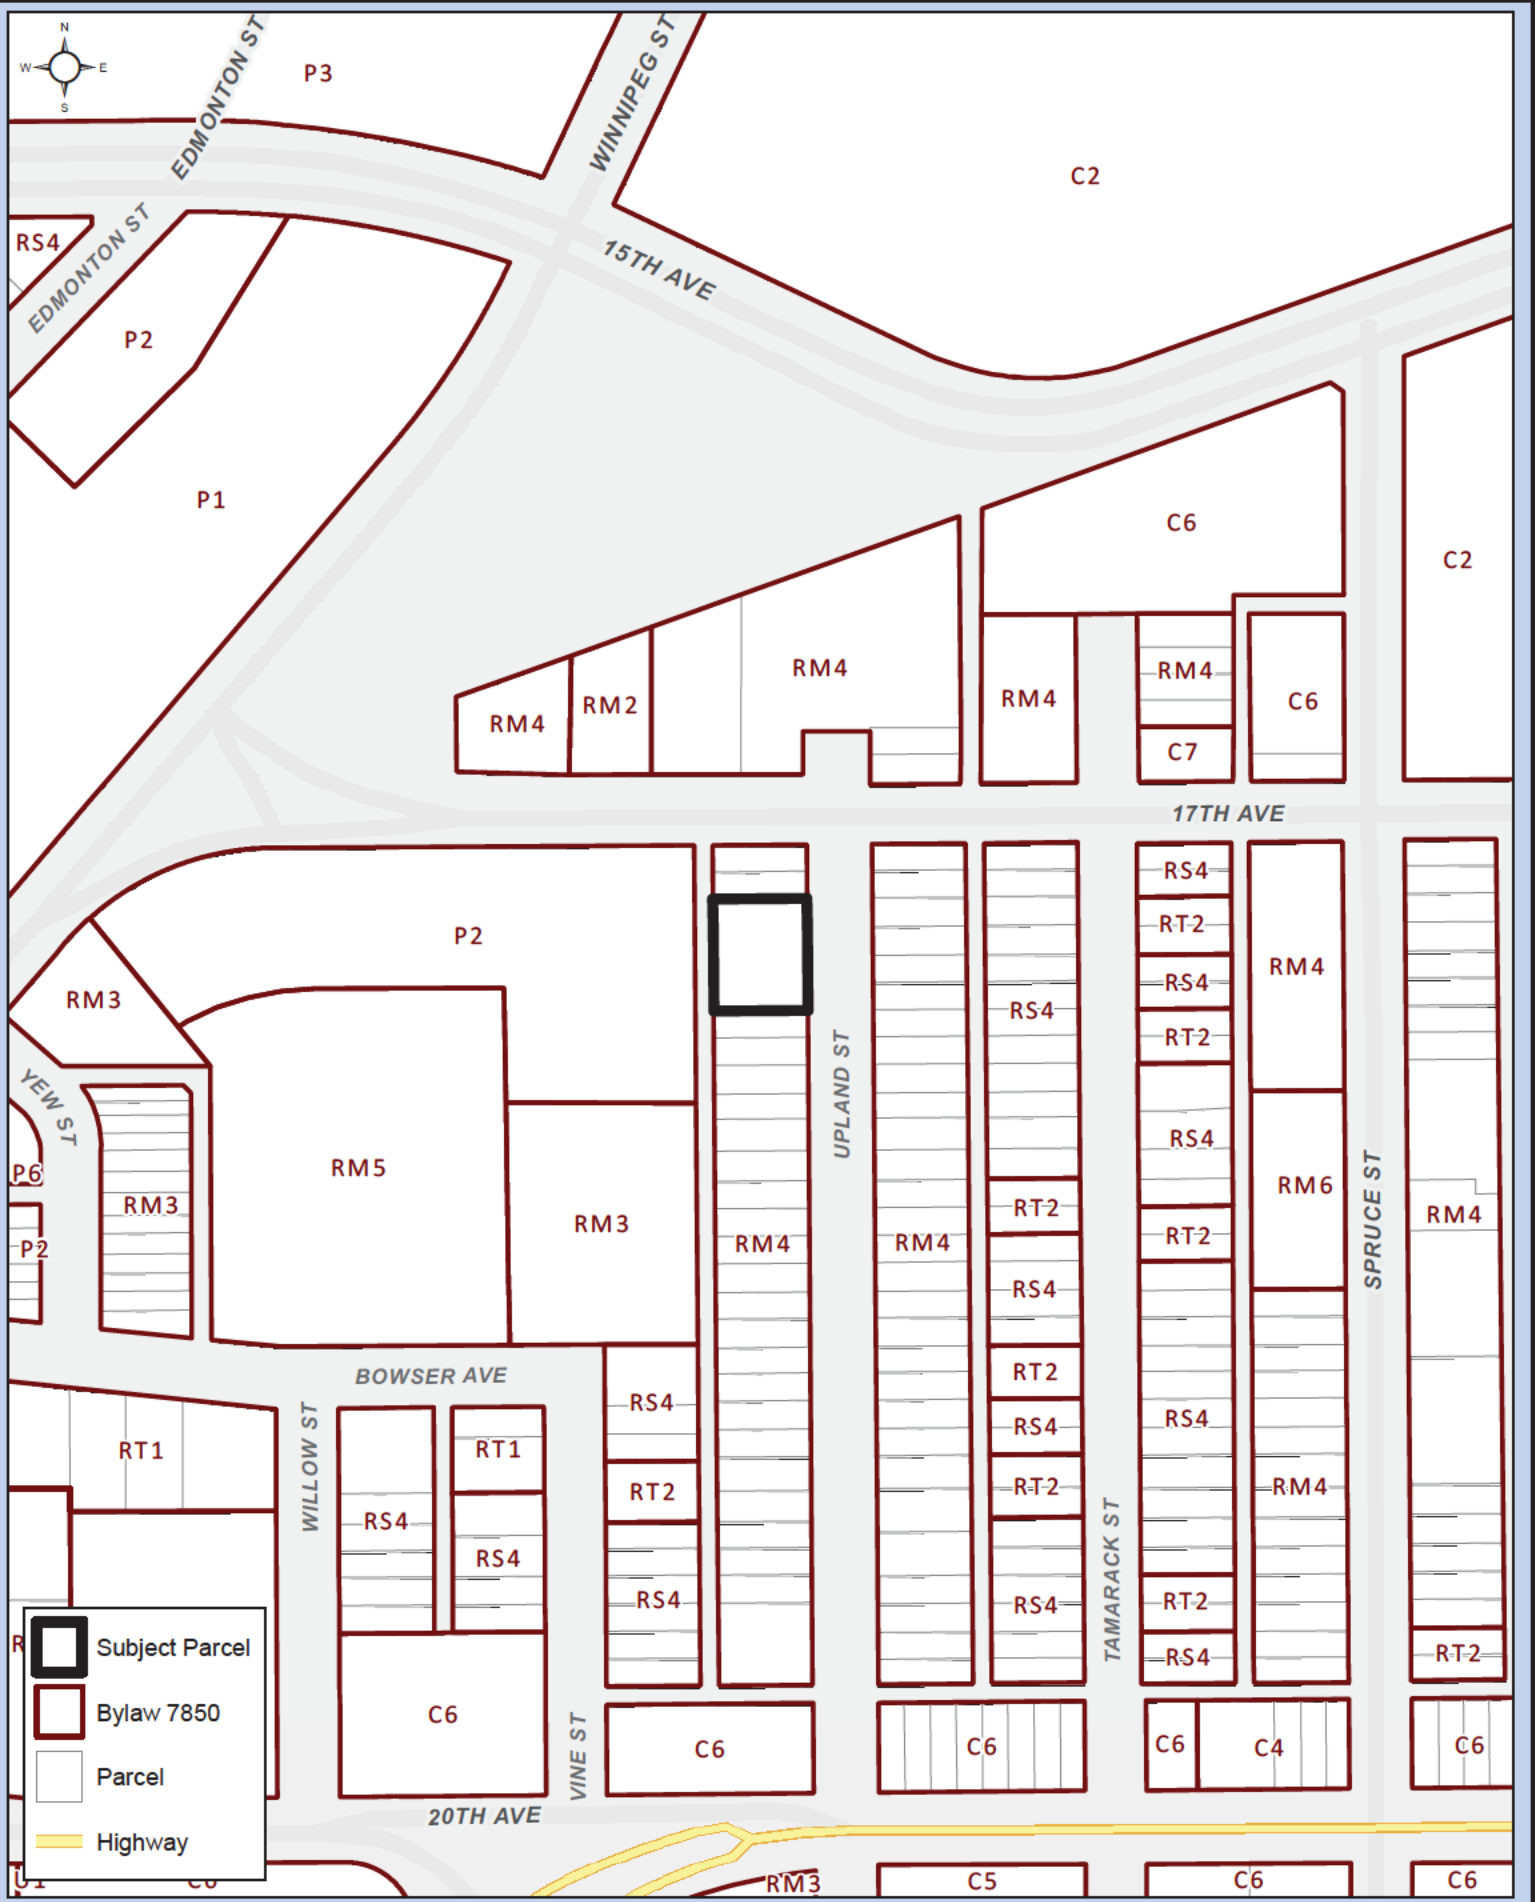 N
W E
S
EDMONTON ST
P3
WINNIPEG ST
C2
RS4
EDMONTON ST
15TH AVE
P2
P1
C6
C2
RM4
RM2
RM4
RM4
RM4
C6
C7
17TH AVE
RS4
P2
RT2
RM4
RM3
RS4
RS4
RT2
YEW ST
UPLAND ST
RS4
RM5
P6
RM6
SPRUCE ST
RM3
RT2
RM4
RM3
RT2
P2
RM4
RM4
RS4
BOWSER AVE
RT2
RS4
RS4
RS4
RT1
RT1
WILLOW ST
RT2
RT2
RM4
RS4
TAMARACK ST
RS4
RS4
RS4
RT2
RT2
RS4
C6
VINE ST
C6
C6
C6
C4
C6
20TH AVE
Subject Parcel
Bylaw 7850
Parcel
Highway
RM3
C5
C6
C6